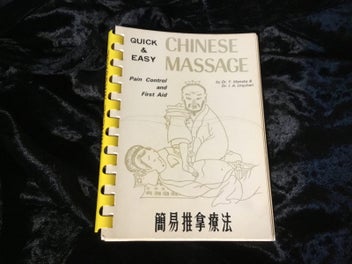 QUICK
&
EASY
CHINESE
MASSAGE
Pain Control
and
First Aid
簡易推拿療法